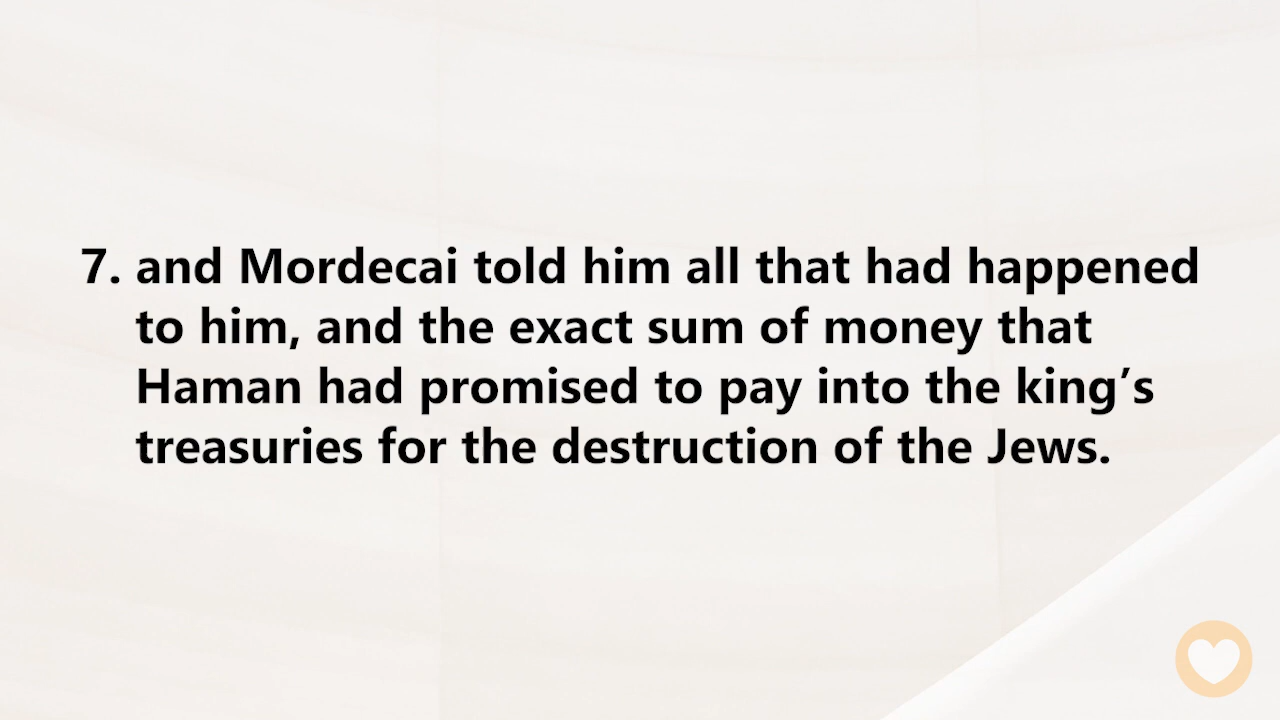 7. and Mordecai told him all that had happened
to him, and the exact sum of money that
Haman had promised to pay into the king’s
treasuries for the destruction of the Jews.